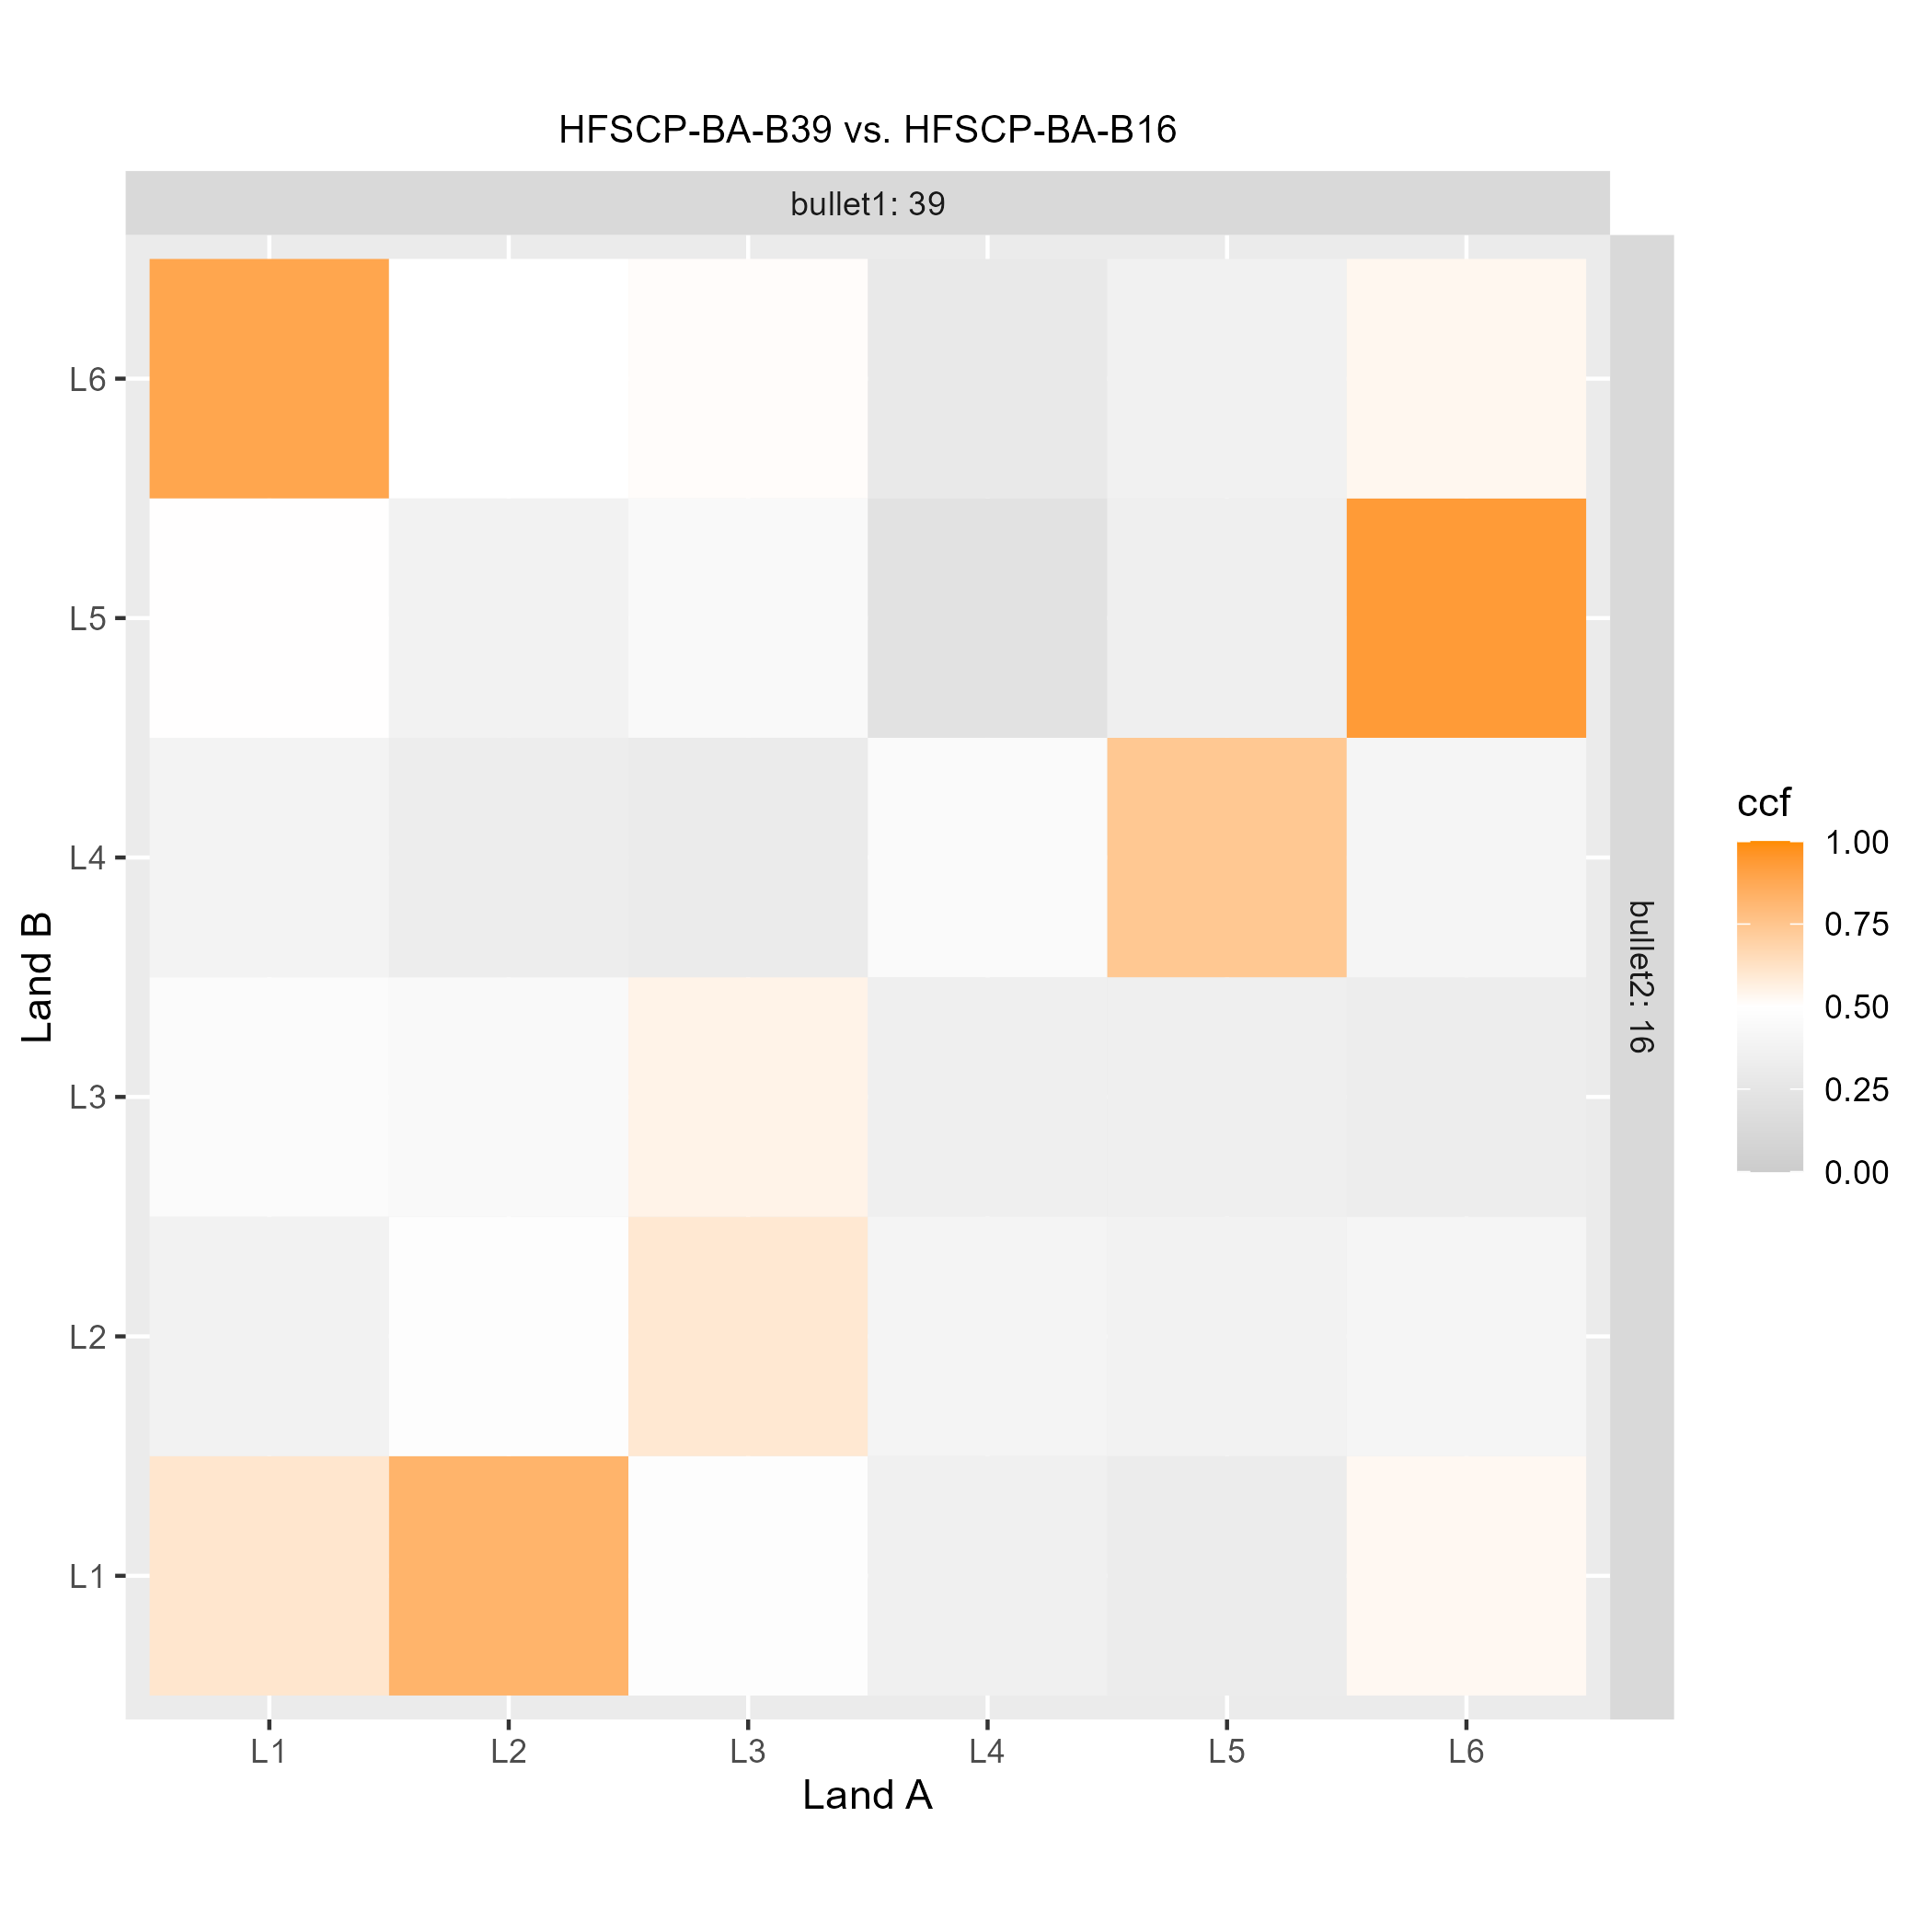 HFSCP-BA-B39 vs. HFSCP-BA-B16
bullet1: 39
L6
L5
L4
L3
L2
L1
Land B
bullet2: 16
L1 L2 L3 L4 L5 L6
Land A
ccf
1.00
0.75
0.50
0.25
0.00